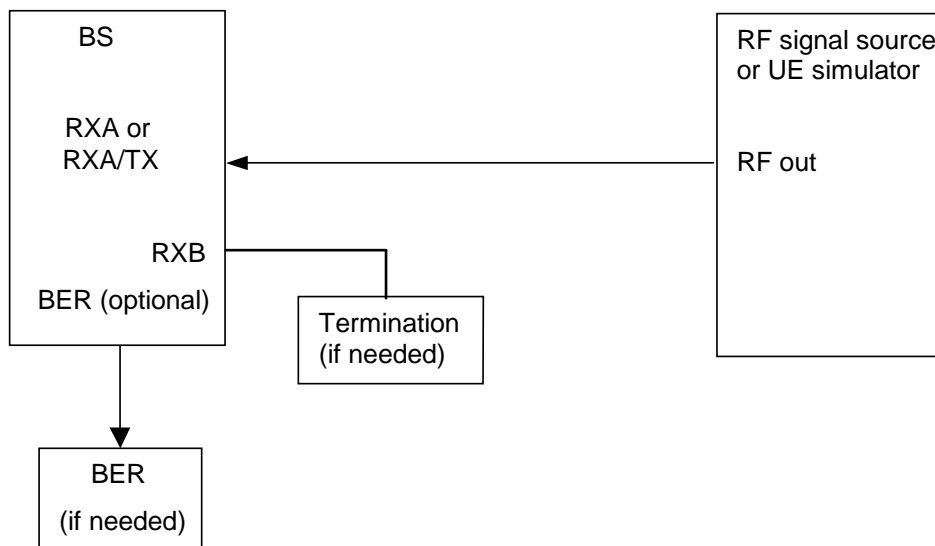 BS
RXA or
RXA/TX
RXB
BER (optional)
Termination
(if needed)
BER
(if needed)
RF signal source
or UE simulator
RF out